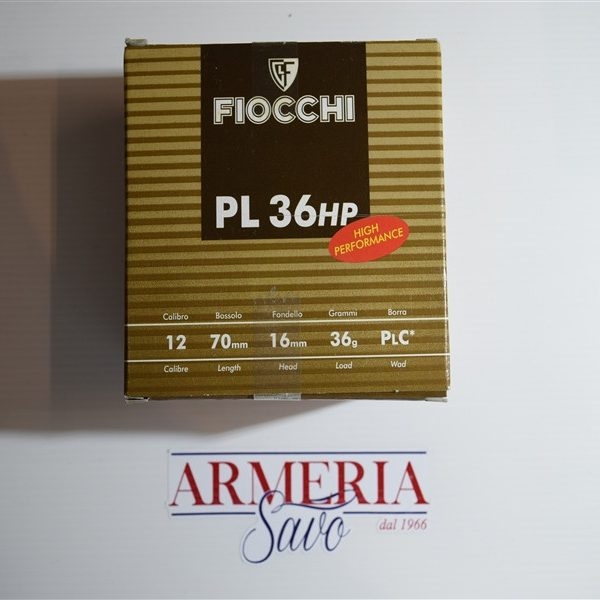 FIOCCHI
PL 36HP
HIGH
PERFORMANCE
Calibro Bossolo Fondello Grammi Borra
12 70mm 16mm 36g PLC*
Calibre Length Head Load Wad
ARMERIA
Savo
dal 1966